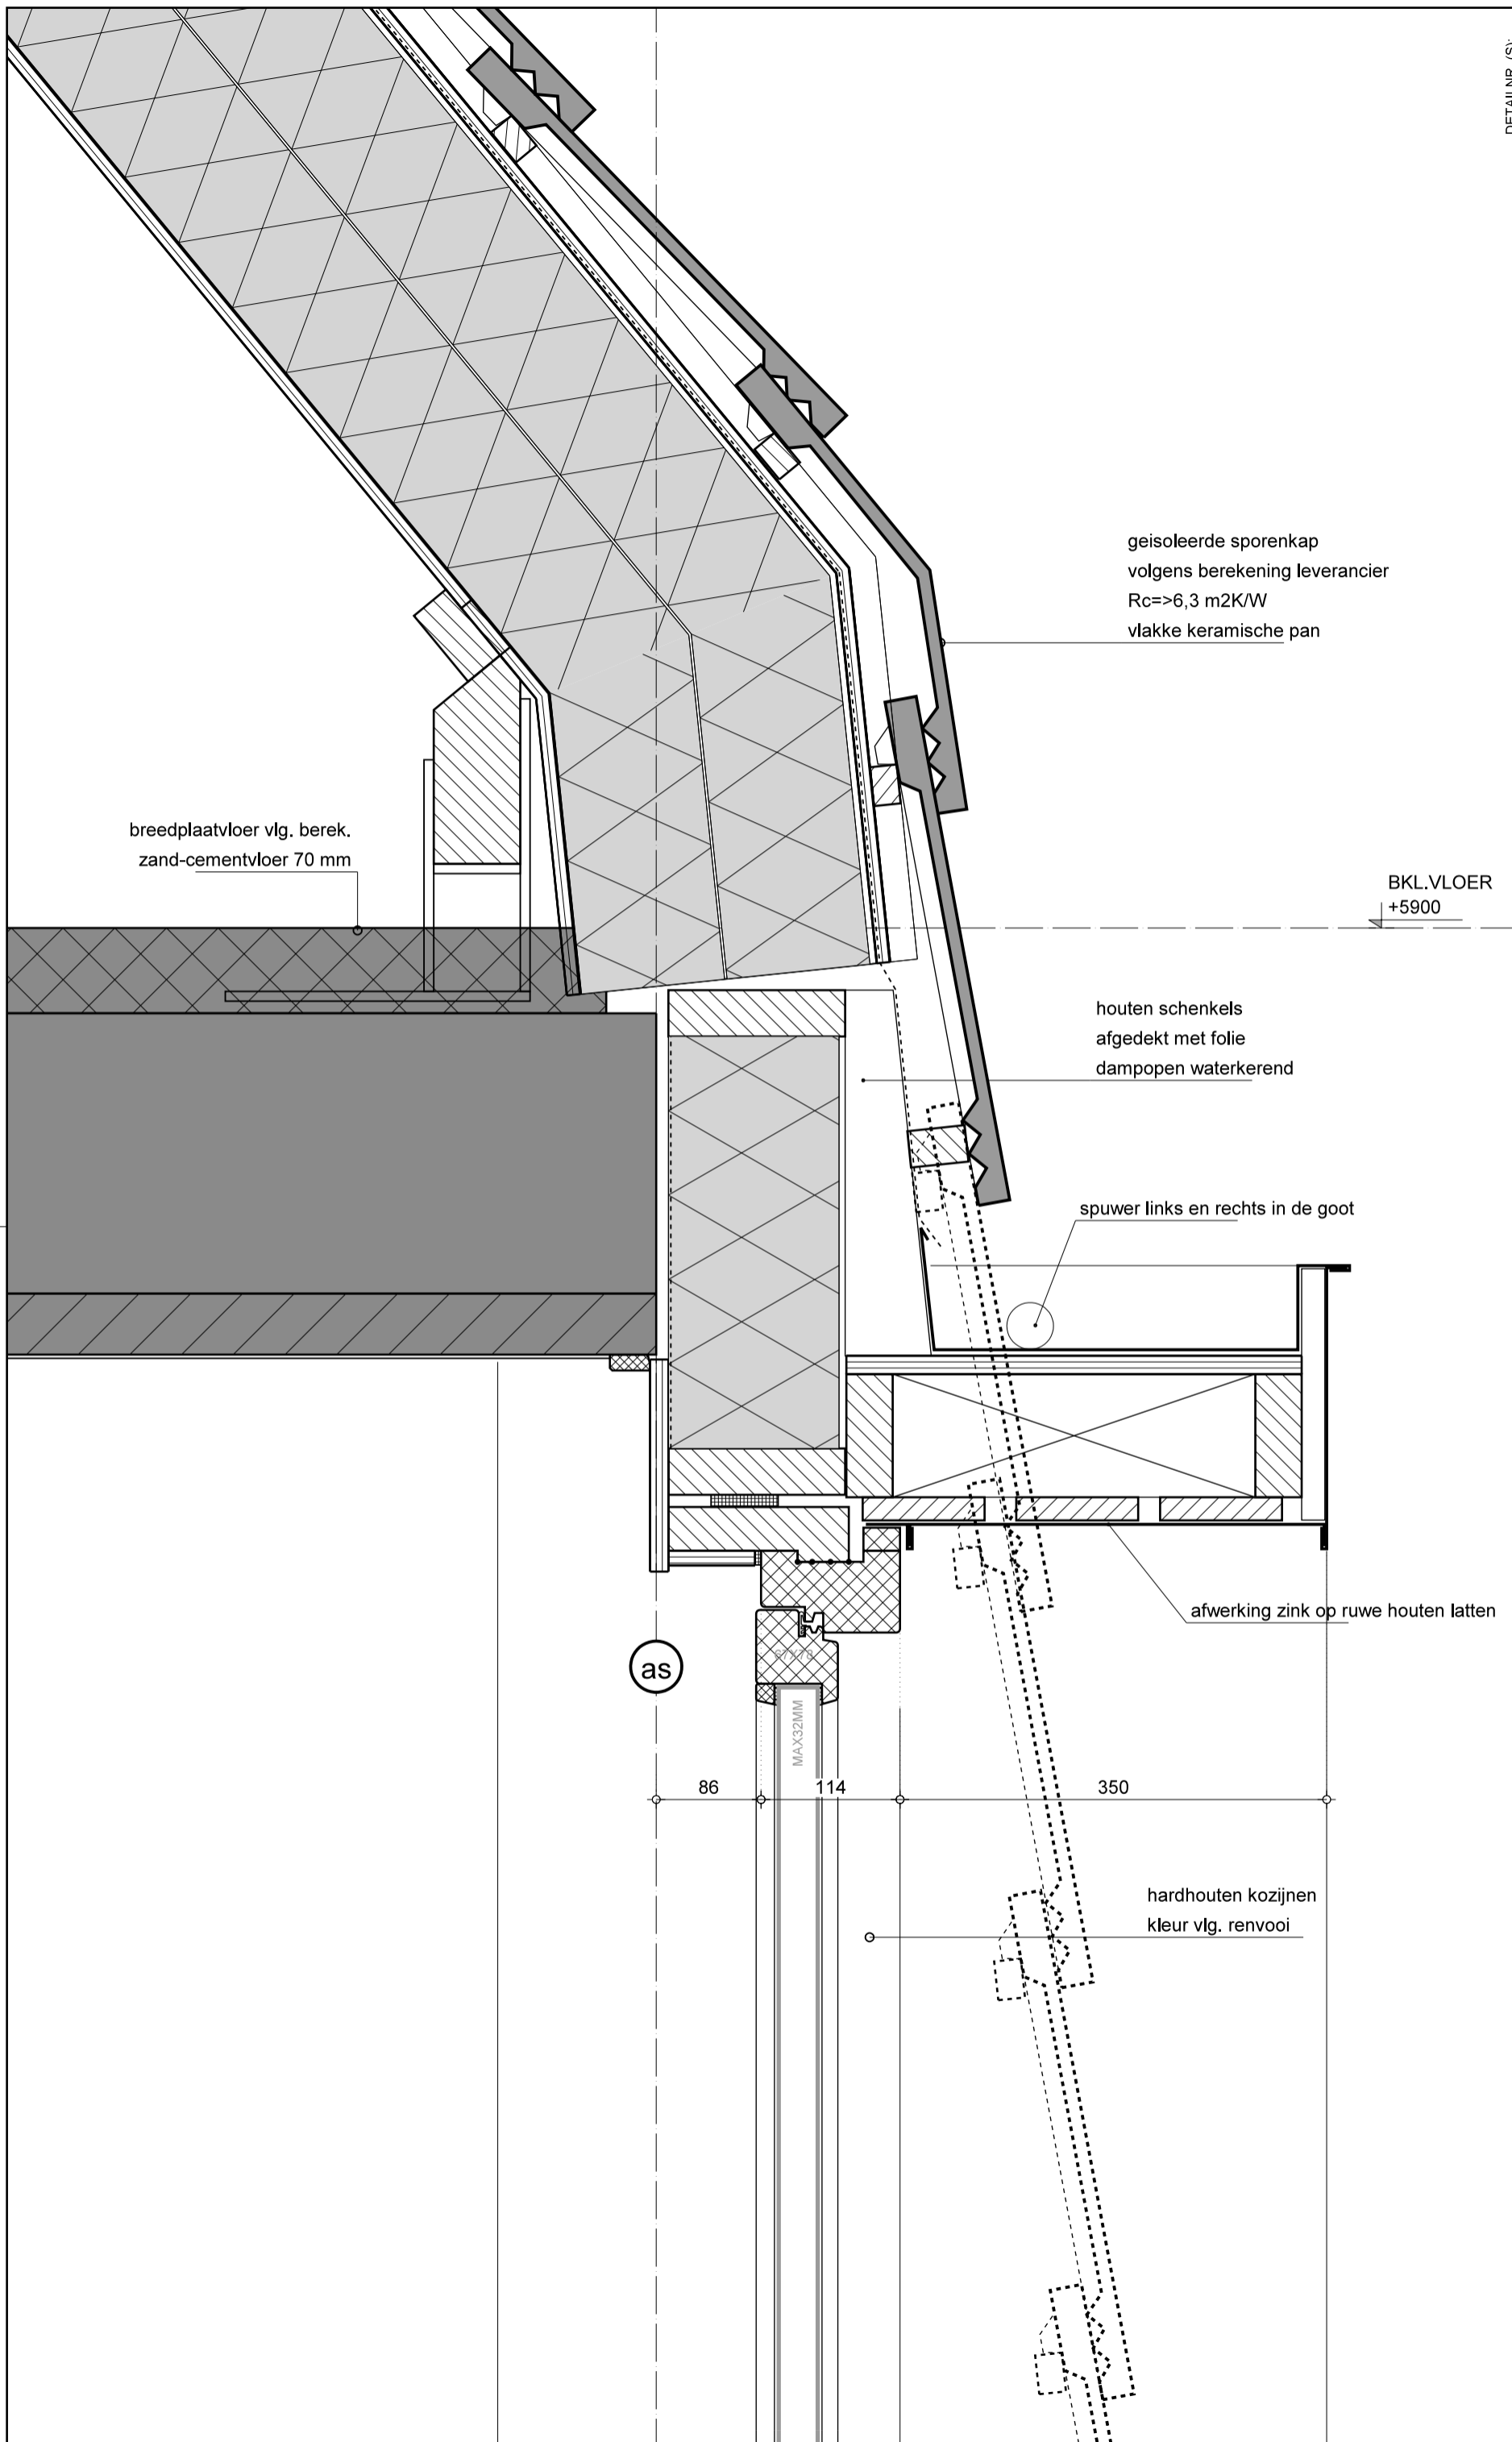 DETAILNR. (S):
geisoleerde sporenkap
volgens berekening leverancier
Rc=>6,3 m2K/W
vlakke keramische pan
breedplaatvloer vlg. berek.
zand-cementvloer 70 mm
BKL.VLOER
+5900
houten schenkels
afgedekt met folie
dampopen waterkerend
spuwer links en rechts in de goot
afwerking zink op ruwe houten latten
as
67X78
MAX32MM
86
114
350
hardhouten kozijnen
kleur vlg. renvooi